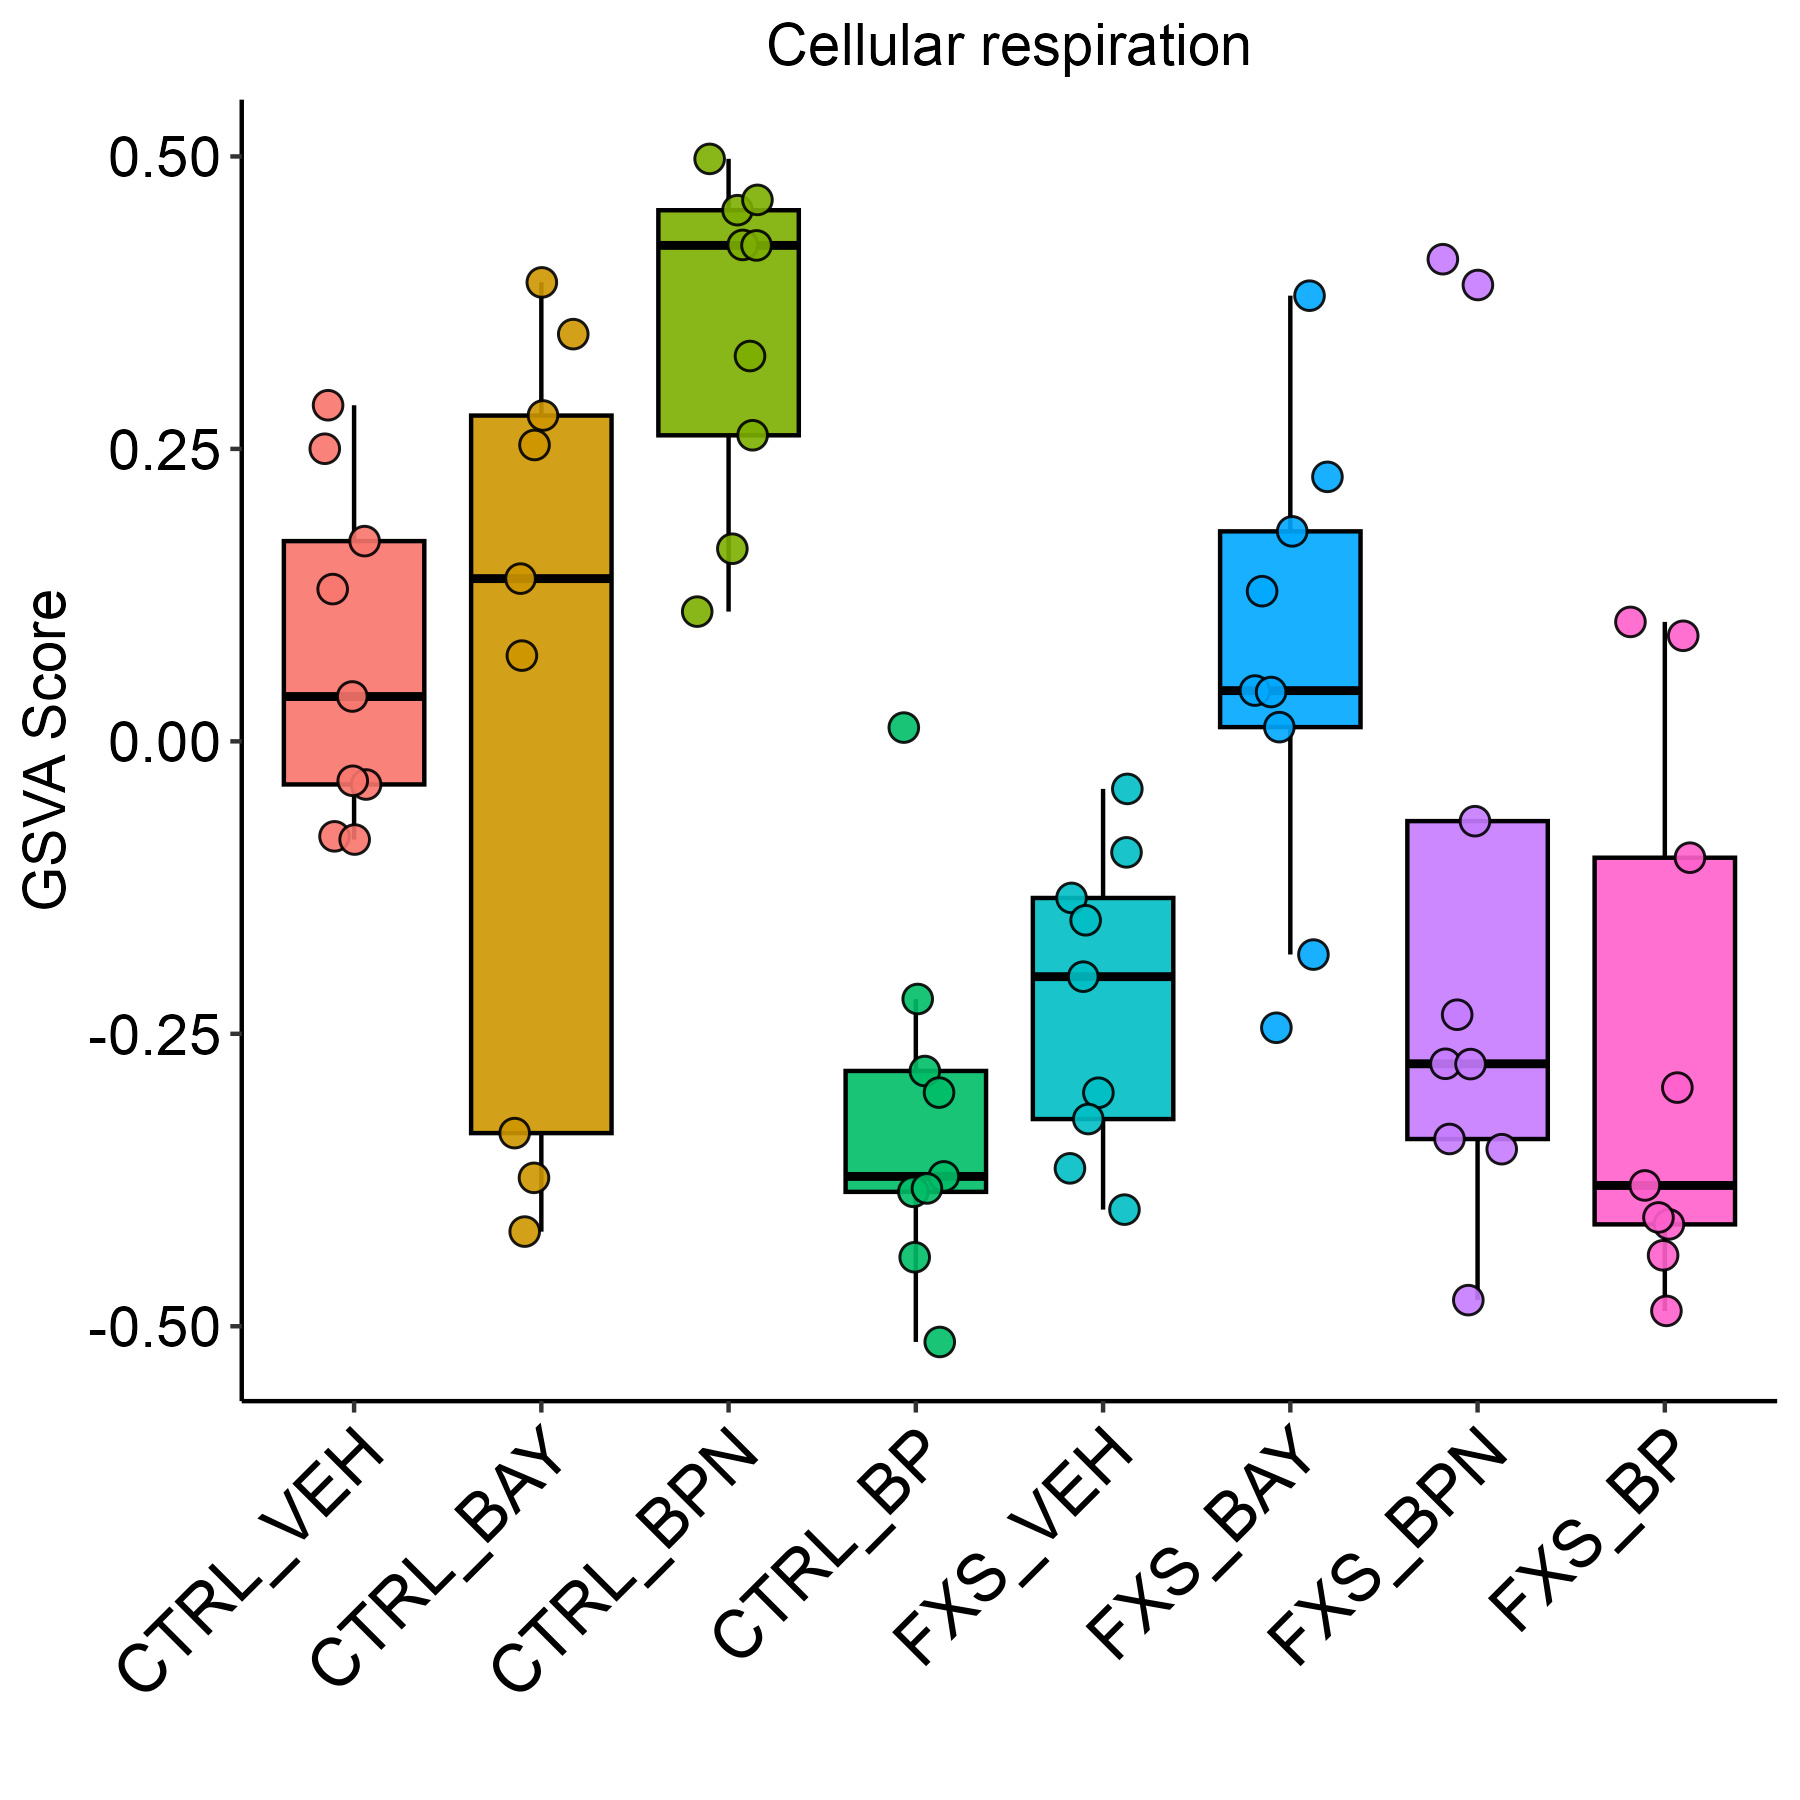 Cellular respiration
GSVA Score
0.50
0.25
0.00
-0.25
-0.50
CTRL_VEH
CTRL_BAY
CTRL_BPN
CTRL_BP
FXS_VEH
FXS_BAY
FXS_BPN
FXS_BP